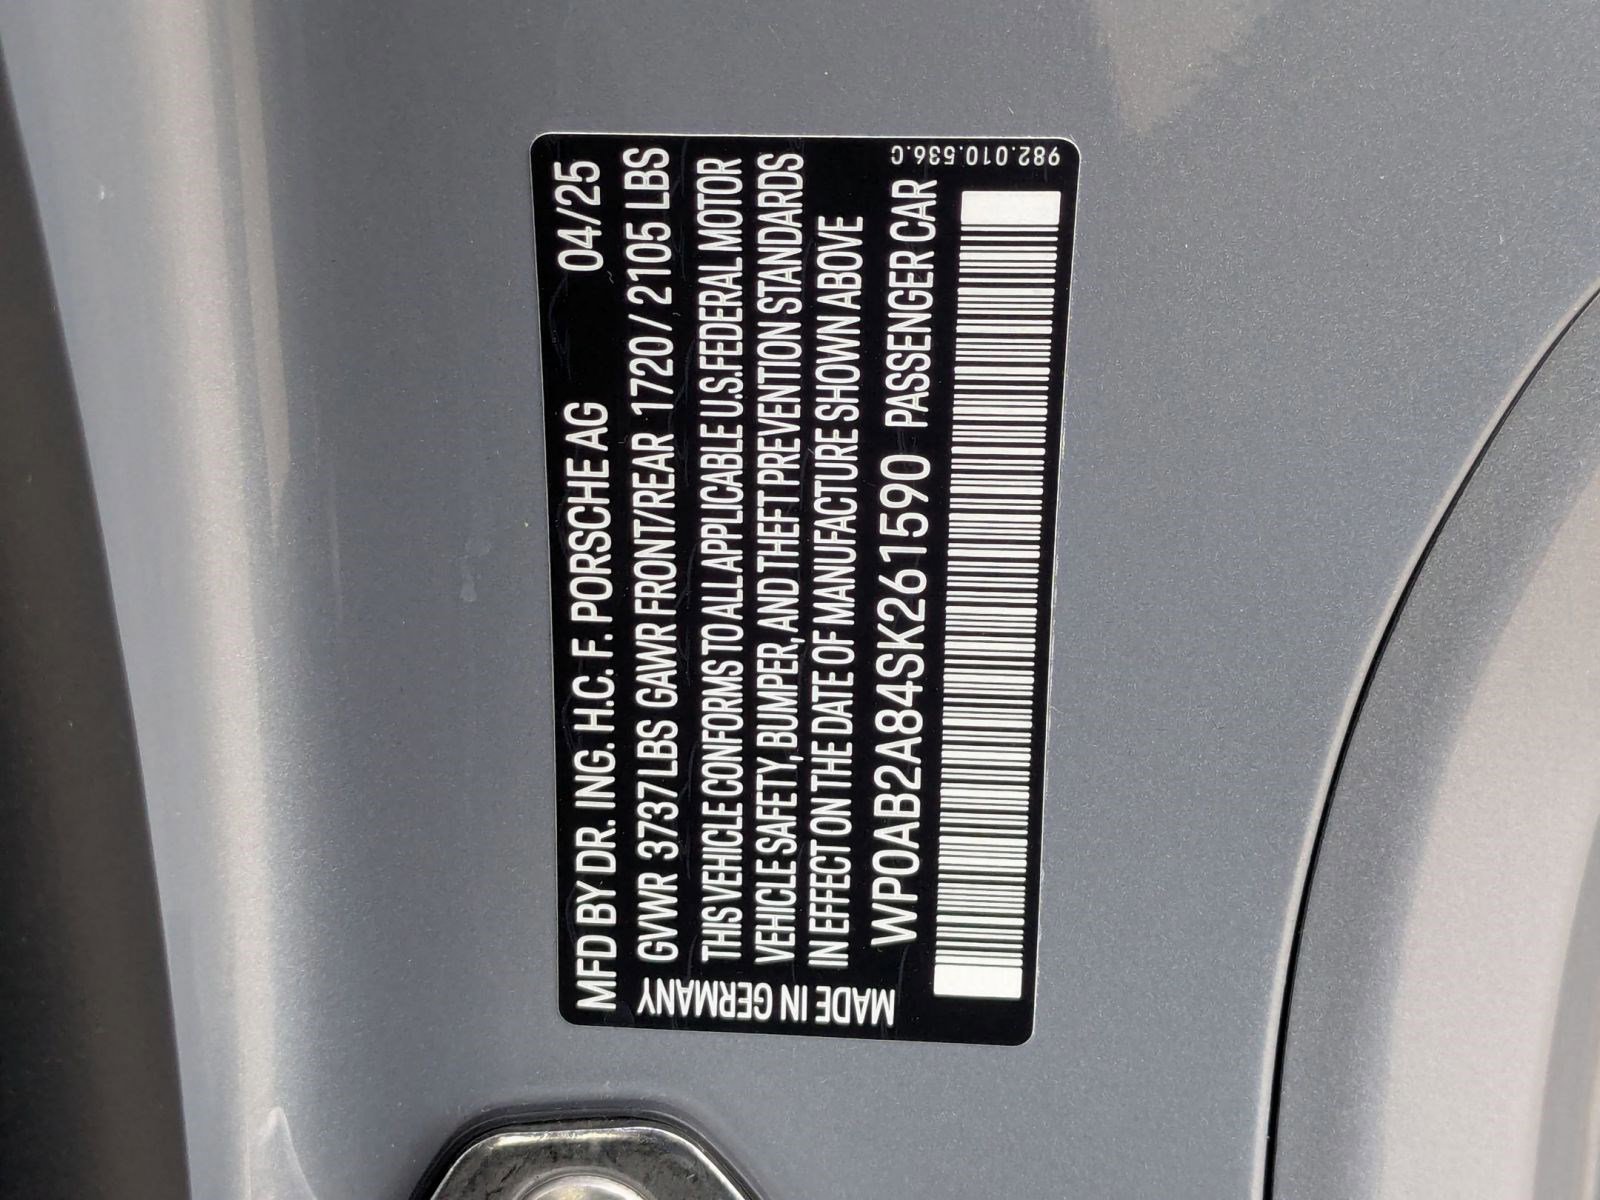 MFD BY DR. ING. H.C. F. PORSCHE AG 04/25
GVWR 3737 LBS GAWR FRONT/REAR 1720 / 2105 LBS
THIS VEHICLE CONFORMS TO ALL APPLICABLE U.S. FEDERAL MOTOR
VEHICLE SAFETY, BUMPER, AND THEFT PREVENTION STANDARDS
IN EFFECT ON THE DATE OF MANUFACTURE SHOWN ABOVE
WP0AB2A84SK261590 PASSENGER CAR
MADE IN GERMANY
982.010.536.C